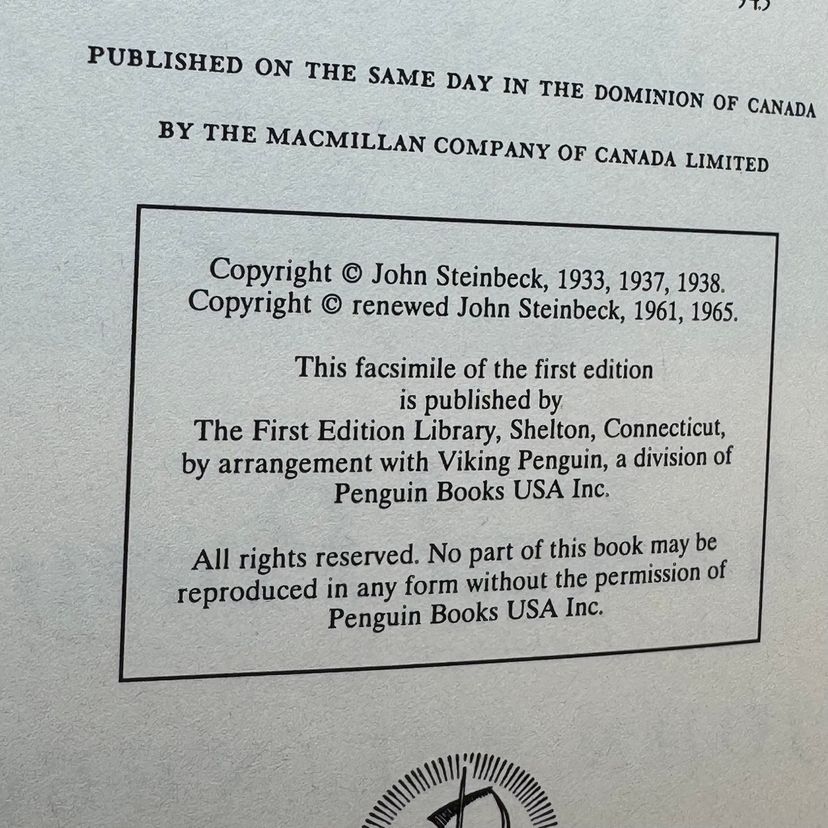 PUBLISHED ON THE SAME DAY IN THE DOMINION OF CANADA
BY THE MACMILLAN COMPANY OF CANADA LIMITED
Copyright © John Steinbeck, 1933, 1937, 1938.
Copyright © renewed John Steinbeck, 1961, 1965.
This facsimile of the first edition
is published by
The First Edition Library, Shelton, Connecticut,
by arrangement with Viking Penguin, a division of
Penguin Books USA Inc.
All rights reserved. No part of this book may be
reproduced in any form without the permission of
Penguin Books USA Inc.